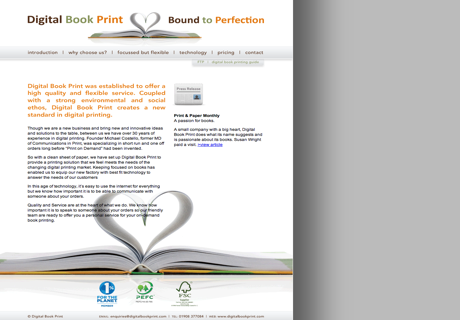 Digital Book Print
Bound to Perfection
introduction | why choose us? | focussed but flexible | technology | pricing | contact
FTP | digital book printing guide
Digital Book Print was established to offer a
high quality and flexible service. Coupled
with a strong environmental and social
ethos, Digital Book Print creates a new
standard in digital printing.
Though we are a new business and bring new and innovative ideas
and solutions to the table, between us we have over 30 years of
experience in digital printing. Founder Michael Costello, former MD
of Communications In Print, was specializing in short run and one off
orders long before "Print on Demand" had been invented.
So with a clean sheet of paper, we have set up Digital Book Print to
provide a printing solution that we feel meets the needs of the
changing digital printing market. Keeping focused on books has
enabled us to equip our new factory with best fit technology to
answer the needs of our customers
In this age of technology, it's easy to use the internet for everything
but we know how important it is to be able to communicate with
someone about your orders.
Quality and Service are at the heart of what we do. We know how
important it is to speak to someone about your orders so our friendly
team are ready to offer you a personal service for your on demand
book printing.
Press Release
Print & Paper Monthly
A passion for books.
A small company with a big heart, Digital
Book Print does what its name suggests and
is passionate about its books. Susan Wright
paid a visit. >view article
1%
FOR THE
PLANET
PEFC
FSC
© Digital Book Print
EMAIL: enquiries@digitalbookprint.com | TEL: 01908 377085 | WEB: www.digitalbookprint.com